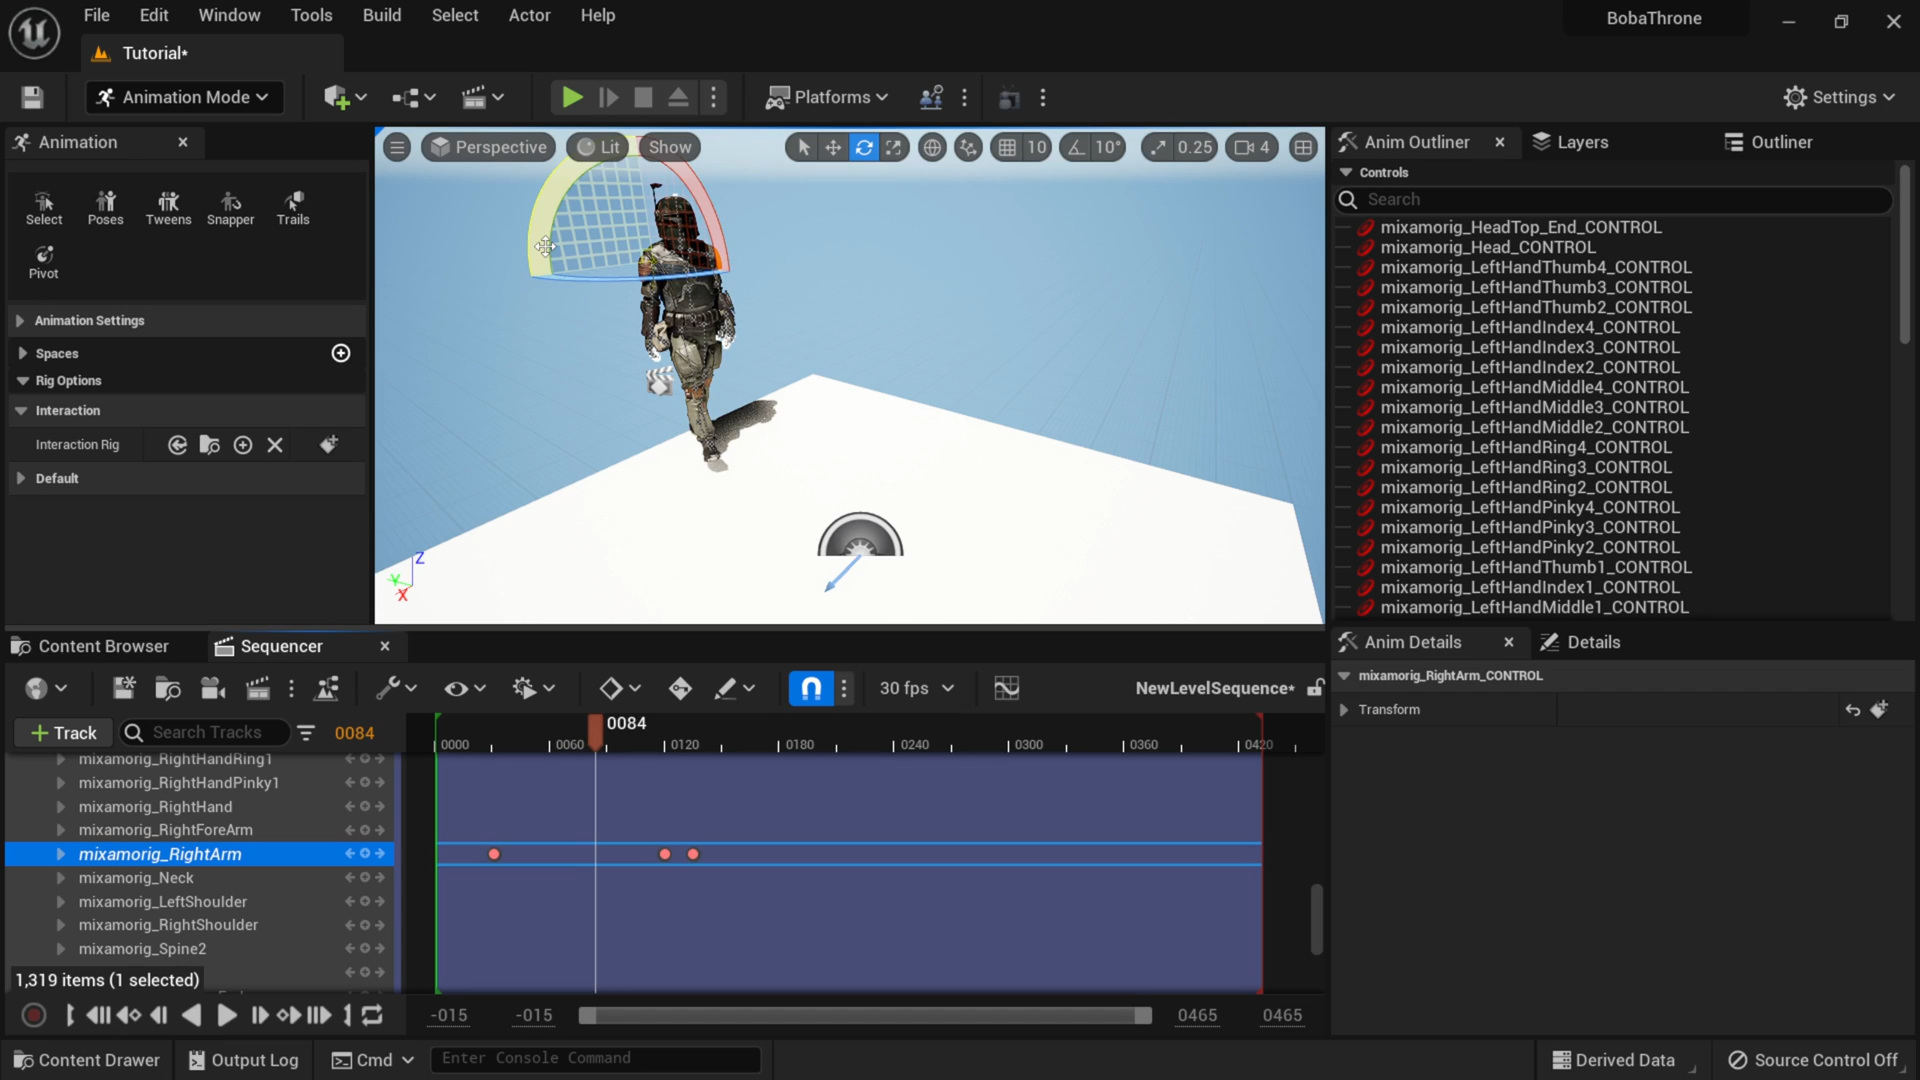 File Edit Window Tools Build Select Actor Help
BobaThrone
Tutorial*
Animation Mode
Platforms
Settings
Animation
Select Poses Tweens Snapper Trails
Pivot
Animation Settings
Spaces
Rig Options
Interaction
Interaction Rig
Default
Perspective Lit Show 10 10° 0.25 4
Z
Y
X
Anim Outliner Layers Outliner
Controls
Search
mixamorig_HeadTop_End_CONTROL
mixamorig_Head_CONTROL
mixamorig_LeftHandThumb4_CONTROL
mixamorig_LeftHandThumb3_CONTROL
mixamorig_LeftHandThumb2_CONTROL
mixamorig_LeftHandIndex4_CONTROL
mixamorig_LeftHandIndex3_CONTROL
mixamorig_LeftHandIndex2_CONTROL
mixamorig_LeftHandMiddle4_CONTROL
mixamorig_LeftHandMiddle3_CONTROL
mixamorig_LeftHandMiddle2_CONTROL
mixamorig_LeftHandRing4_CONTROL
mixamorig_LeftHandRing3_CONTROL
mixamorig_LeftHandRing2_CONTROL
mixamorig_LeftHandPinky4_CONTROL
mixamorig_LeftHandPinky3_CONTROL
mixamorig_LeftHandPinky2_CONTROL
mixamorig_LeftHandThumb1_CONTROL
mixamorig_LeftHandIndex1_CONTROL
mixamorig_LeftHandMiddle1_CONTROL
Anim Details Details
mixamorig_RightArm_CONTROL
Transform
Content Browser Sequencer
30 fps
NewLevelSequence*
Track
Search Tracks
0084
0084
0000 0060 0120 0180 0240 0300 0360 0420
mixamorig_RightHandRing1
mixamorig_RightHandPinky1
mixamorig_RightHand
mixamorig_RightForeArm
mixamorig_RightArm
mixamorig_Neck
mixamorig_LeftShoulder
mixamorig_RightShoulder
mixamorig_Spine2
1,319 items (1 selected)
-015 -015 0465 0465
Content Drawer Output Log Cmd Enter Console Command Derived Data Source Control Off